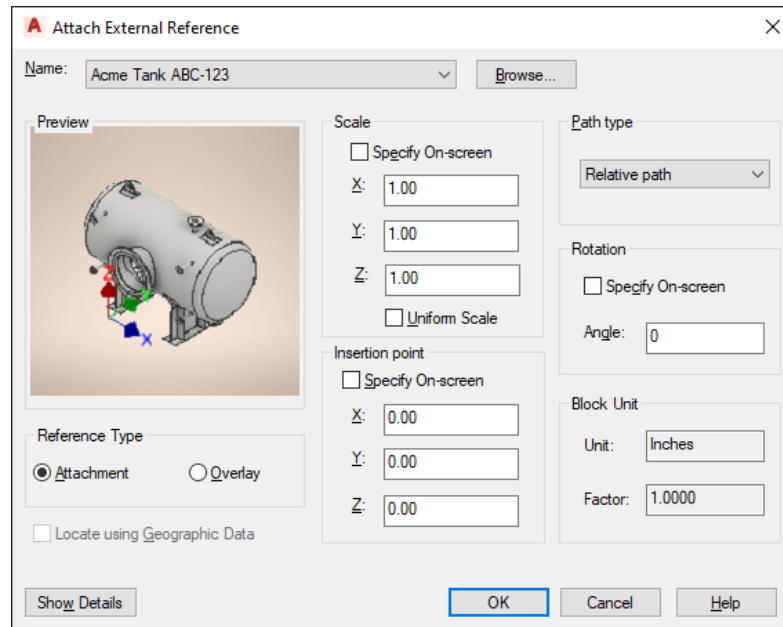 A Attach External Reference
Name: Acme Tank ABC-123 Browse...
Preview
Z
Y
X
Reference Type
Attachment Overlay
Locate using Geographic Data
Scale
Specify On-screen
X: 1.00
Y: 1.00
Z: 1.00
Uniform Scale
Insertion point
Specify On-screen
X: 0.00
Y: 0.00
Z: 0.00
Path type
Relative path
Rotation
Specify On-screen
Angle: 0
Block Unit
Unit: Inches
Factor: 1.0000
Show Details OK Cancel Help